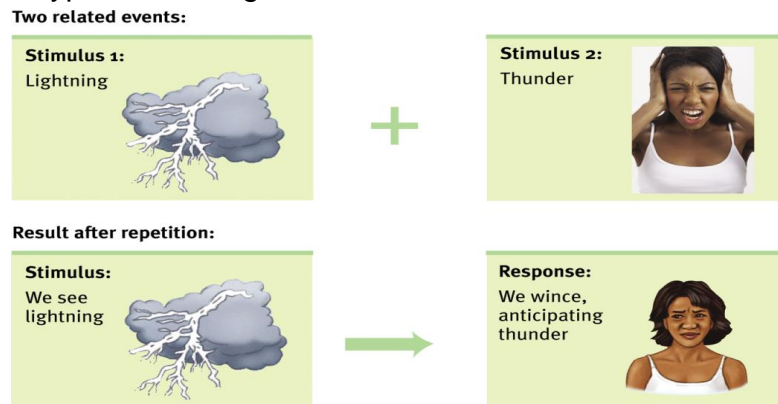 Two related events:
Stimulus 1:
Lightning
Stimulus 2:
Thunder
Result after repetition:
Stimulus:
We see
lightning
Response:
We wince,
anticipating
thunder